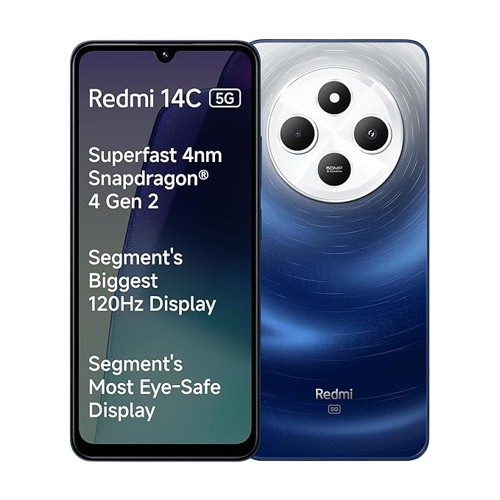 Redmi 14C 5G
Superfast 4nm
Snapdragon®
4 Gen 2
Segment's
Biggest
120Hz Display
Segment's
Most Eye-Safe
Display
50MP
Redmi
5G